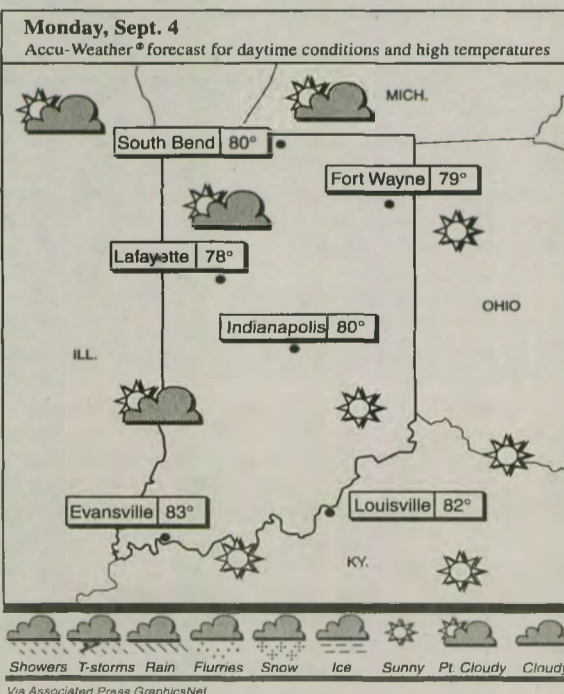 Monday, Sept. 4
Accu-Weather® forecast for daytime conditions and high temperatures
MICH.
South Bend 80°
Fort Wayne 79°
Lafayette 78°
OHIO
Indianapolis 80°
ILL.
Evansville 83°
Louisville 82°
KY.
Showers T-storms Rain Flurries Snow Ice Sunny Pt. Cloudy Cloudy
Via Associated Press GraphicsNet